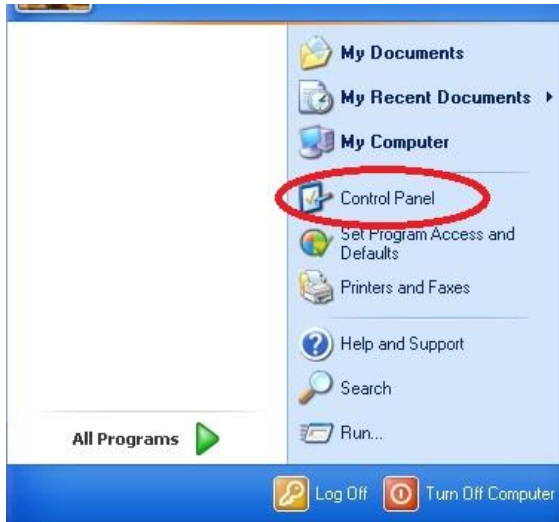 My Documents
My Recent Documents
My Computer
Control Panel
Set Program Access and
Defaults
Printers and Faxes
Help and Support
Search
Run...
All Programs
Log Off
Turn Off Computer